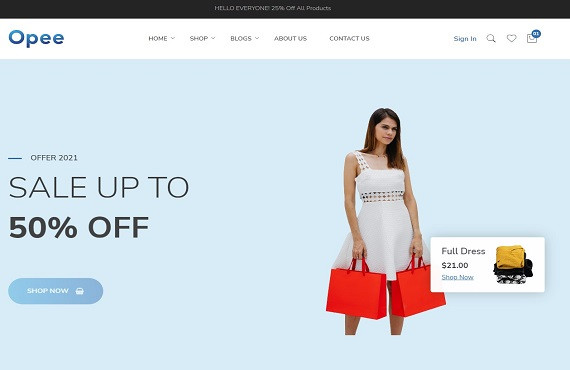 HELLO EVERYONE! 25% Off All Products
Opee
HOME SHOP BLOGS ABOUT US CONTACT US
Sign In
01
OFFER 2021
SALE UP TO
50% OFF
SHOP NOW
Full Dress
$21.00
Shop Now